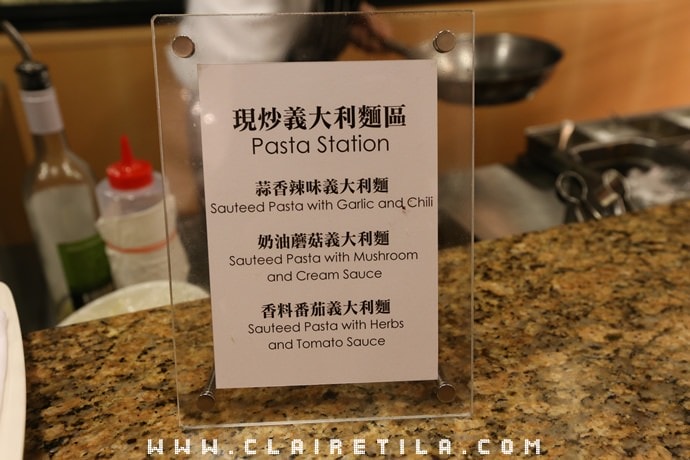 現炒義大利麵區
Pasta Station
蒜香辣味義大利麵
Sauteed Pasta with Garlic and Chili
奶油蘑菇義大利麵
Sauteed Pasta with Mushroom
and Cream Sauce
香料番茄義大利麵
Sauteed Pasta with Herbs
and Tomato Sauce
WWW.CLAIRETILA.COM